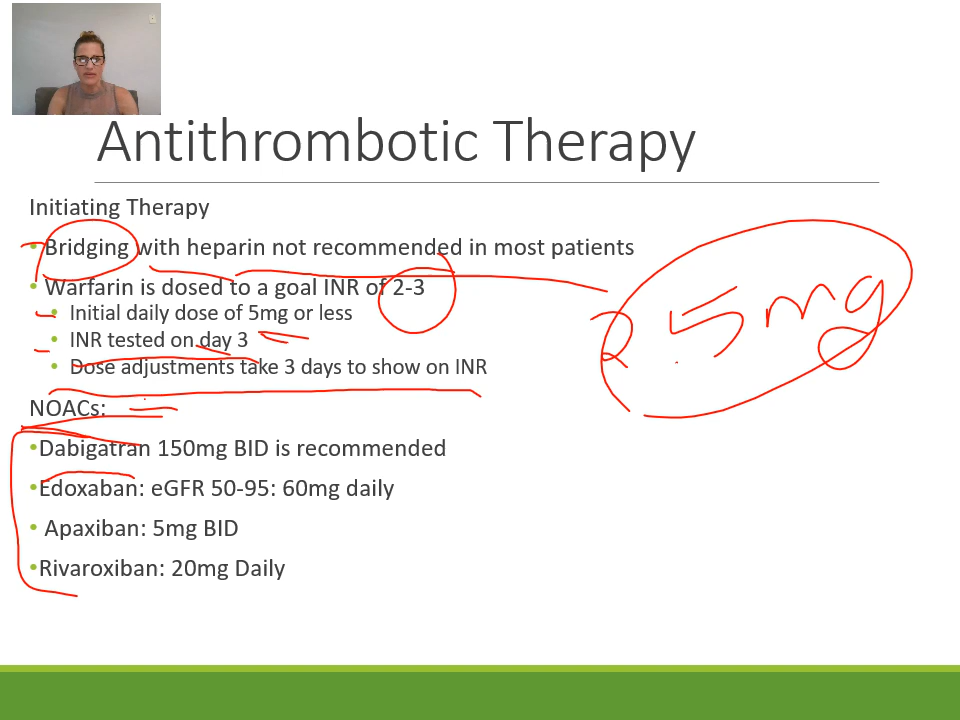 Antithrombotic Therapy
Initiating Therapy
• Bridging with heparin not recommended in most patients
• Warfarin is dosed to a goal INR of 2-3
• Initial daily dose of 5mg or less
• INR tested on day 3
• Dose adjustments take 3 days to show on INR
NOACs:
•Dabigatran 150mg BID is recommended
•Edoxaban: eGFR 50-95: 60mg daily
• Apaxiban: 5mg BID
•Rivaroxiban: 20mg Daily
2.5mg